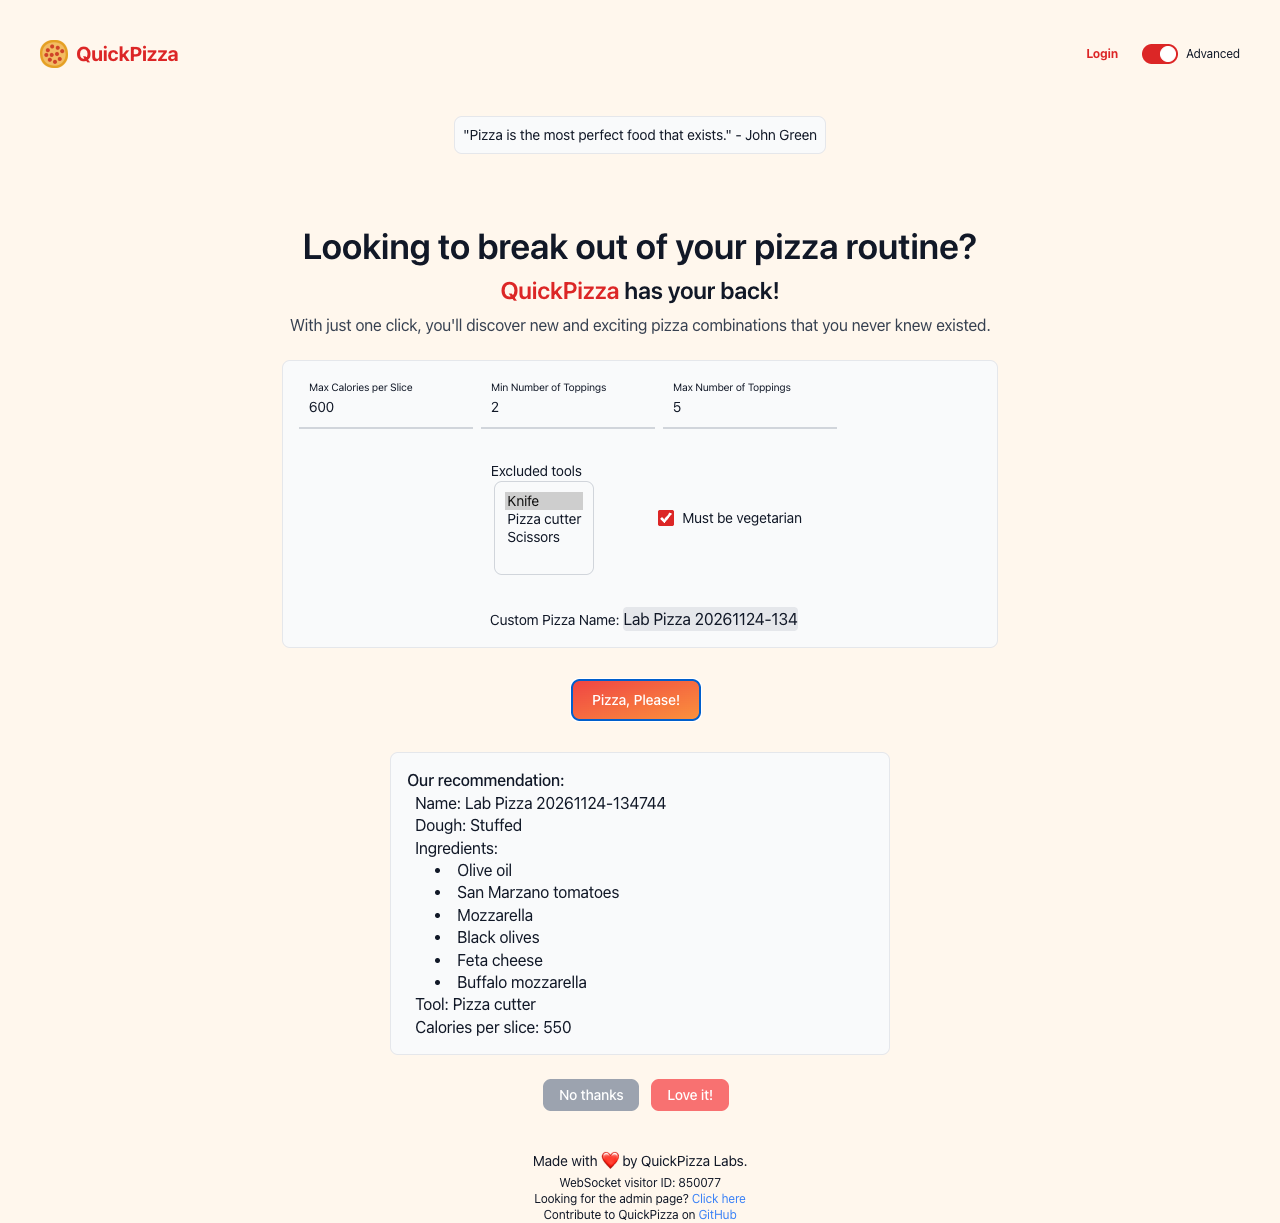 QuickPizza
Login
Advanced
"Pizza is the most perfect food that exists." - John Green
Looking to break out of your pizza routine?
QuickPizza has your back!
With just one click, you'll discover new and exciting pizza combinations that you never knew existed.
Max Calories per Slice
600
Min Number of Toppings
2
Max Number of Toppings
5
Excluded tools
Knife
Pizza cutter
Scissors
Must be vegetarian
Custom Pizza Name: Lab Pizza 20261124-134
Pizza, Please!
Our recommendation:
Name: Lab Pizza 20261124-134744
Dough: Stuffed
Ingredients:
• Olive oil
• San Marzano tomatoes
• Mozzarella
• Black olives
• Feta cheese
• Buffalo mozzarella
Tool: Pizza cutter
Calories per slice: 550
No thanks
Love it!
Made with ❤️ by QuickPizza Labs.
WebSocket visitor ID: 850077
Looking for the admin page? Click here
Contribute to QuickPizza on GitHub